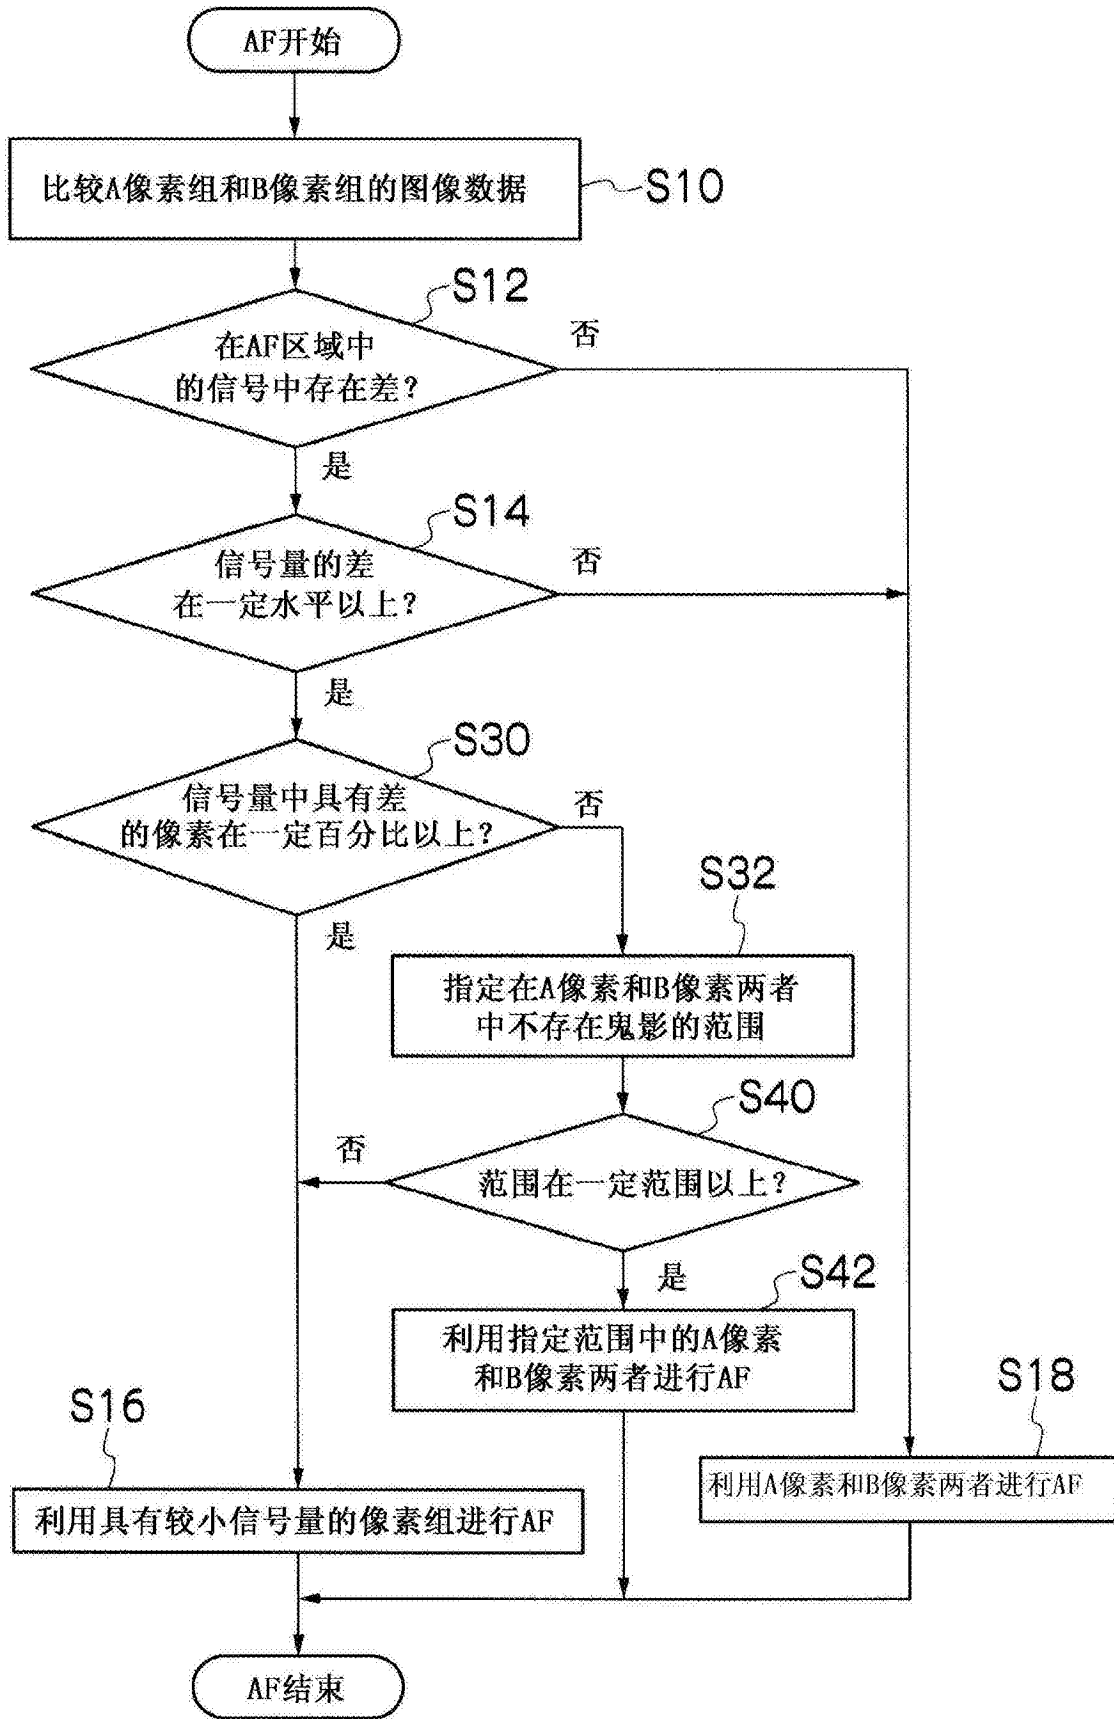 AF开始
比较A像素组和B像素组的图像数据
S10
S12
在AF区域中
的信号中存在差？
否
是
S14
信号量的差
在一定水平以上？
否
是
S30
信号量中具有差
的像素在一定百分比以上？
否
是
S32
指定在A像素和B像素两者
中不存在鬼影的范围
S40
范围在一定范围以上？
否
是
S42
利用指定范围中的A像素
和B像素两者进行AF
S18
利用A像素和B像素两者进行AF
S16
利用具有较小信号量的像素组进行AF
AF结束